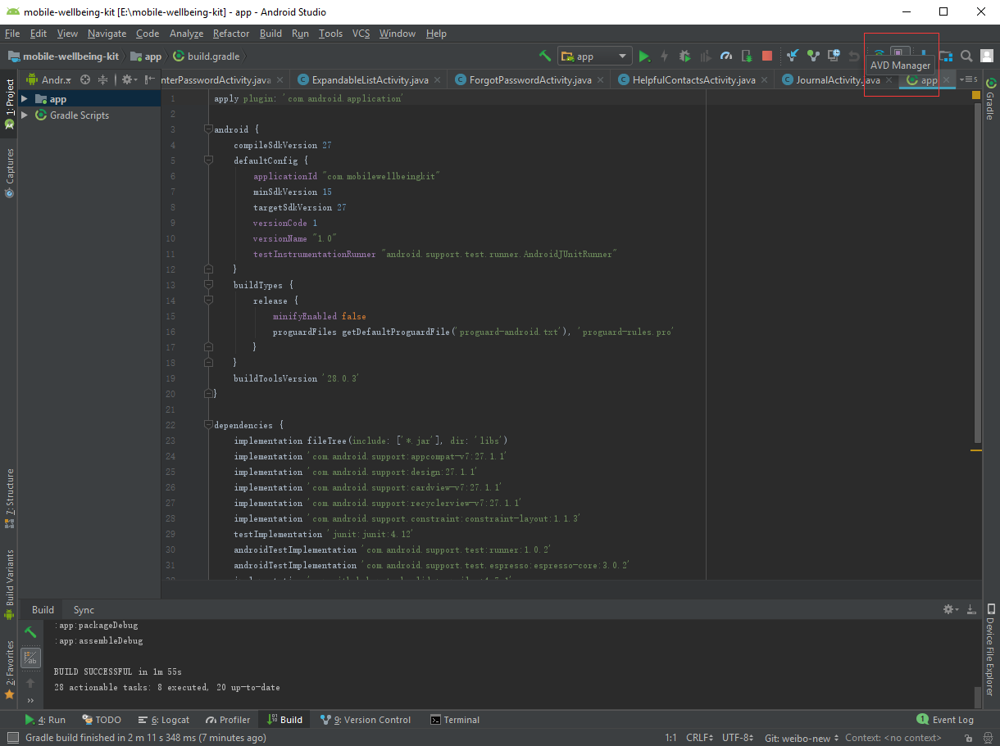 mobile-wellbeing-kit [E:\mobile-wellbeing-kit] - app - Android Studio
File Edit View Navigate Code Analyze Refactor Build Run Tools VCS Window Help
mobile-wellbeing-kit app build.gradle app
AVD Manager
Andr... nterPasswordActivity.java ExpandableListActivity.java ForgotPasswordActivity.java HelpfulContactsActivity.java JournalActivity.java app 5
1: Project
Captures
7: Structure
Build Variants
2: Favorites
Gradle
Device File Explorer
app
Gradle Scripts
1 apply plugin: 'com.android.application'
2
3 android {
4 compileSdkVersion 27
5 defaultConfig {
6 applicationId "com.mobilewellbeingkit"
7 minSdkVersion 15
8 targetSdkVersion 27
9 versionCode 1
10 versionName "1.0"
11 testInstrumentationRunner "android.support.test.runner.AndroidJUnitRunner"
12 }
13 buildTypes {
14 release {
15 minifyEnabled false
16 proguardFiles getDefaultProguardFile('proguard-android.txt'), 'proguard-rules.pro'
17 }
18 }
19 buildToolsVersion '28.0.3'
20 }
21
22 dependencies {
23 implementation fileTree(include: ['*.jar'], dir: 'libs')
24 implementation 'com.android.support:appcompat-v7:27.1.1'
25 implementation 'com.android.support:design:27.1.1'
26 implementation 'com.android.support:cardview-v7:27.1.1'
27 implementation 'com.android.support:recyclerview-v7:27.1.1'
28 implementation 'com.android.support.constraint:constraint-layout:1.1.3'
29 testImplementation 'junit:junit:4.12'
30 androidTestImplementation 'com.android.support.test:runner:1.0.2'
31 androidTestImplementation 'com.android.support.test.espresso:espresso-core:3.0.2'
Build Sync
:app:packageDebug
:app:assembleDebug
BUILD SUCCESSFUL in 1m 55s
28 actionable tasks: 8 executed, 20 up-to-date
4: Run TODO 6: Logcat Profiler Build 9: Version Control Terminal 1 Event Log
Gradle build finished in 2 m 11 s 348 ms (7 minutes ago) 1:1 CRLF UTF-8 Git: weibo-new Context: <no context>